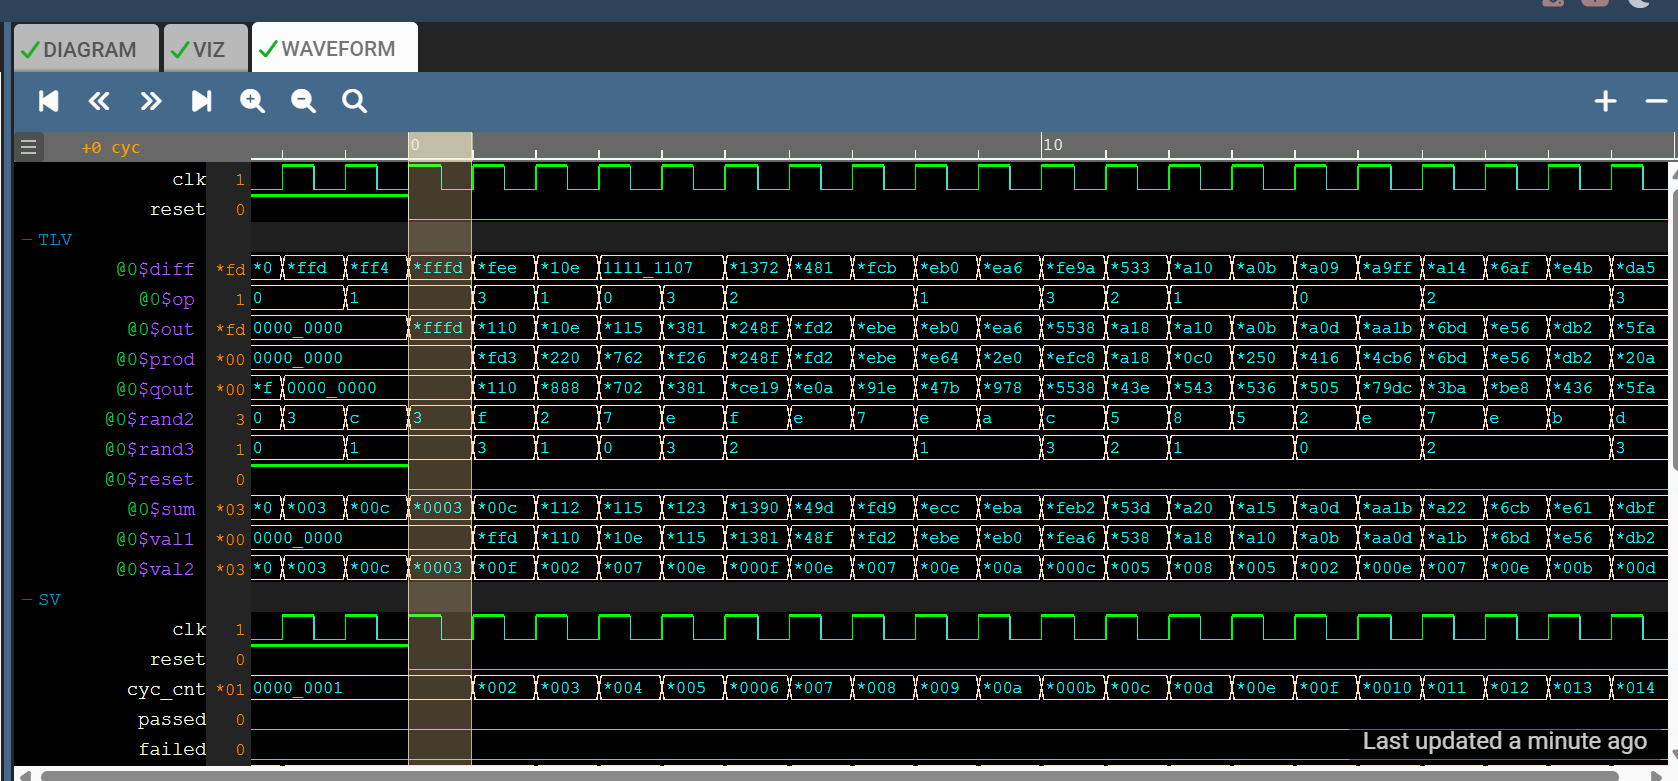 DIAGRAM VIZ WAVEFORM
+0 cyc 0 10
clk 1
reset 0
TLV
@0$diff *fd *0 *ffd *ff4 *fffd *fee *10e 1111_1107 *1372 *481 *fcb *eb0 *ea6 *fe9a *533 *a10 *a0b *a09 *a9ff *a14 *6af *e4b *da5
@0$op 1 0 1 3 1 0 3 2 1 3 2 1 0 2 3
@0$out *fd 0000_0000 *fffd *110 *10e *115 *381 *248f *fd2 *ebe *eb0 *ea6 *5538 *a18 *a10 *a0b *a0d *aa1b *6bd *e56 *db2 *5fa
@0$prod *00 0000_0000 *fd3 *220 *762 *f26 *248f *fd2 *ebe *e64 *2e0 *efc8 *a18 *0c0 *250 *416 *4cb6 *6bd *e56 *db2 *20a
@0$qout *00 *f 0000_0000 *110 *888 *702 *381 *ce19 *e0a *91e *47b *978 *5538 *43e *543 *536 *505 *79dc *3ba *be8 *436 *5fa
@0$rand2 3 0 3 c 3 f 2 7 e f e 7 e a c 5 8 5 2 e 7 e b d
@0$rand3 1 0 1 3 1 0 3 2 1 3 2 1 0 2 3
@0$reset 0
@0$sum *03 *0 *003 *00c *0003 *00c *112 *115 *123 *1390 *49d *fd9 *ecc *eba *feb2 *53d *a20 *a15 *a0d *aa1b *a22 *6cb *e61 *dbf
@0$val1 *00 0000_0000 *ffd *110 *10e *115 *1381 *48f *fd2 *ebe *eb0 *fea6 *538 *a18 *a10 *a0b *aa0d *a1b *6bd *e56 *db2
@0$val2 *03 *0 *003 *00c *0003 *00f *002 *007 *00e *000f *00e *007 *00e *00a *000c *005 *008 *005 *002 *000e *007 *00e *00b *00d
SV
clk 1
reset 0
cyc_cnt *01 0000_0001 *002 *003 *004 *005 *0006 *007 *008 *009 *00a *000b *00c *00d *00e *00f *0010 *011 *012 *013 *014
passed 0
failed 0
Last updated a minute ago